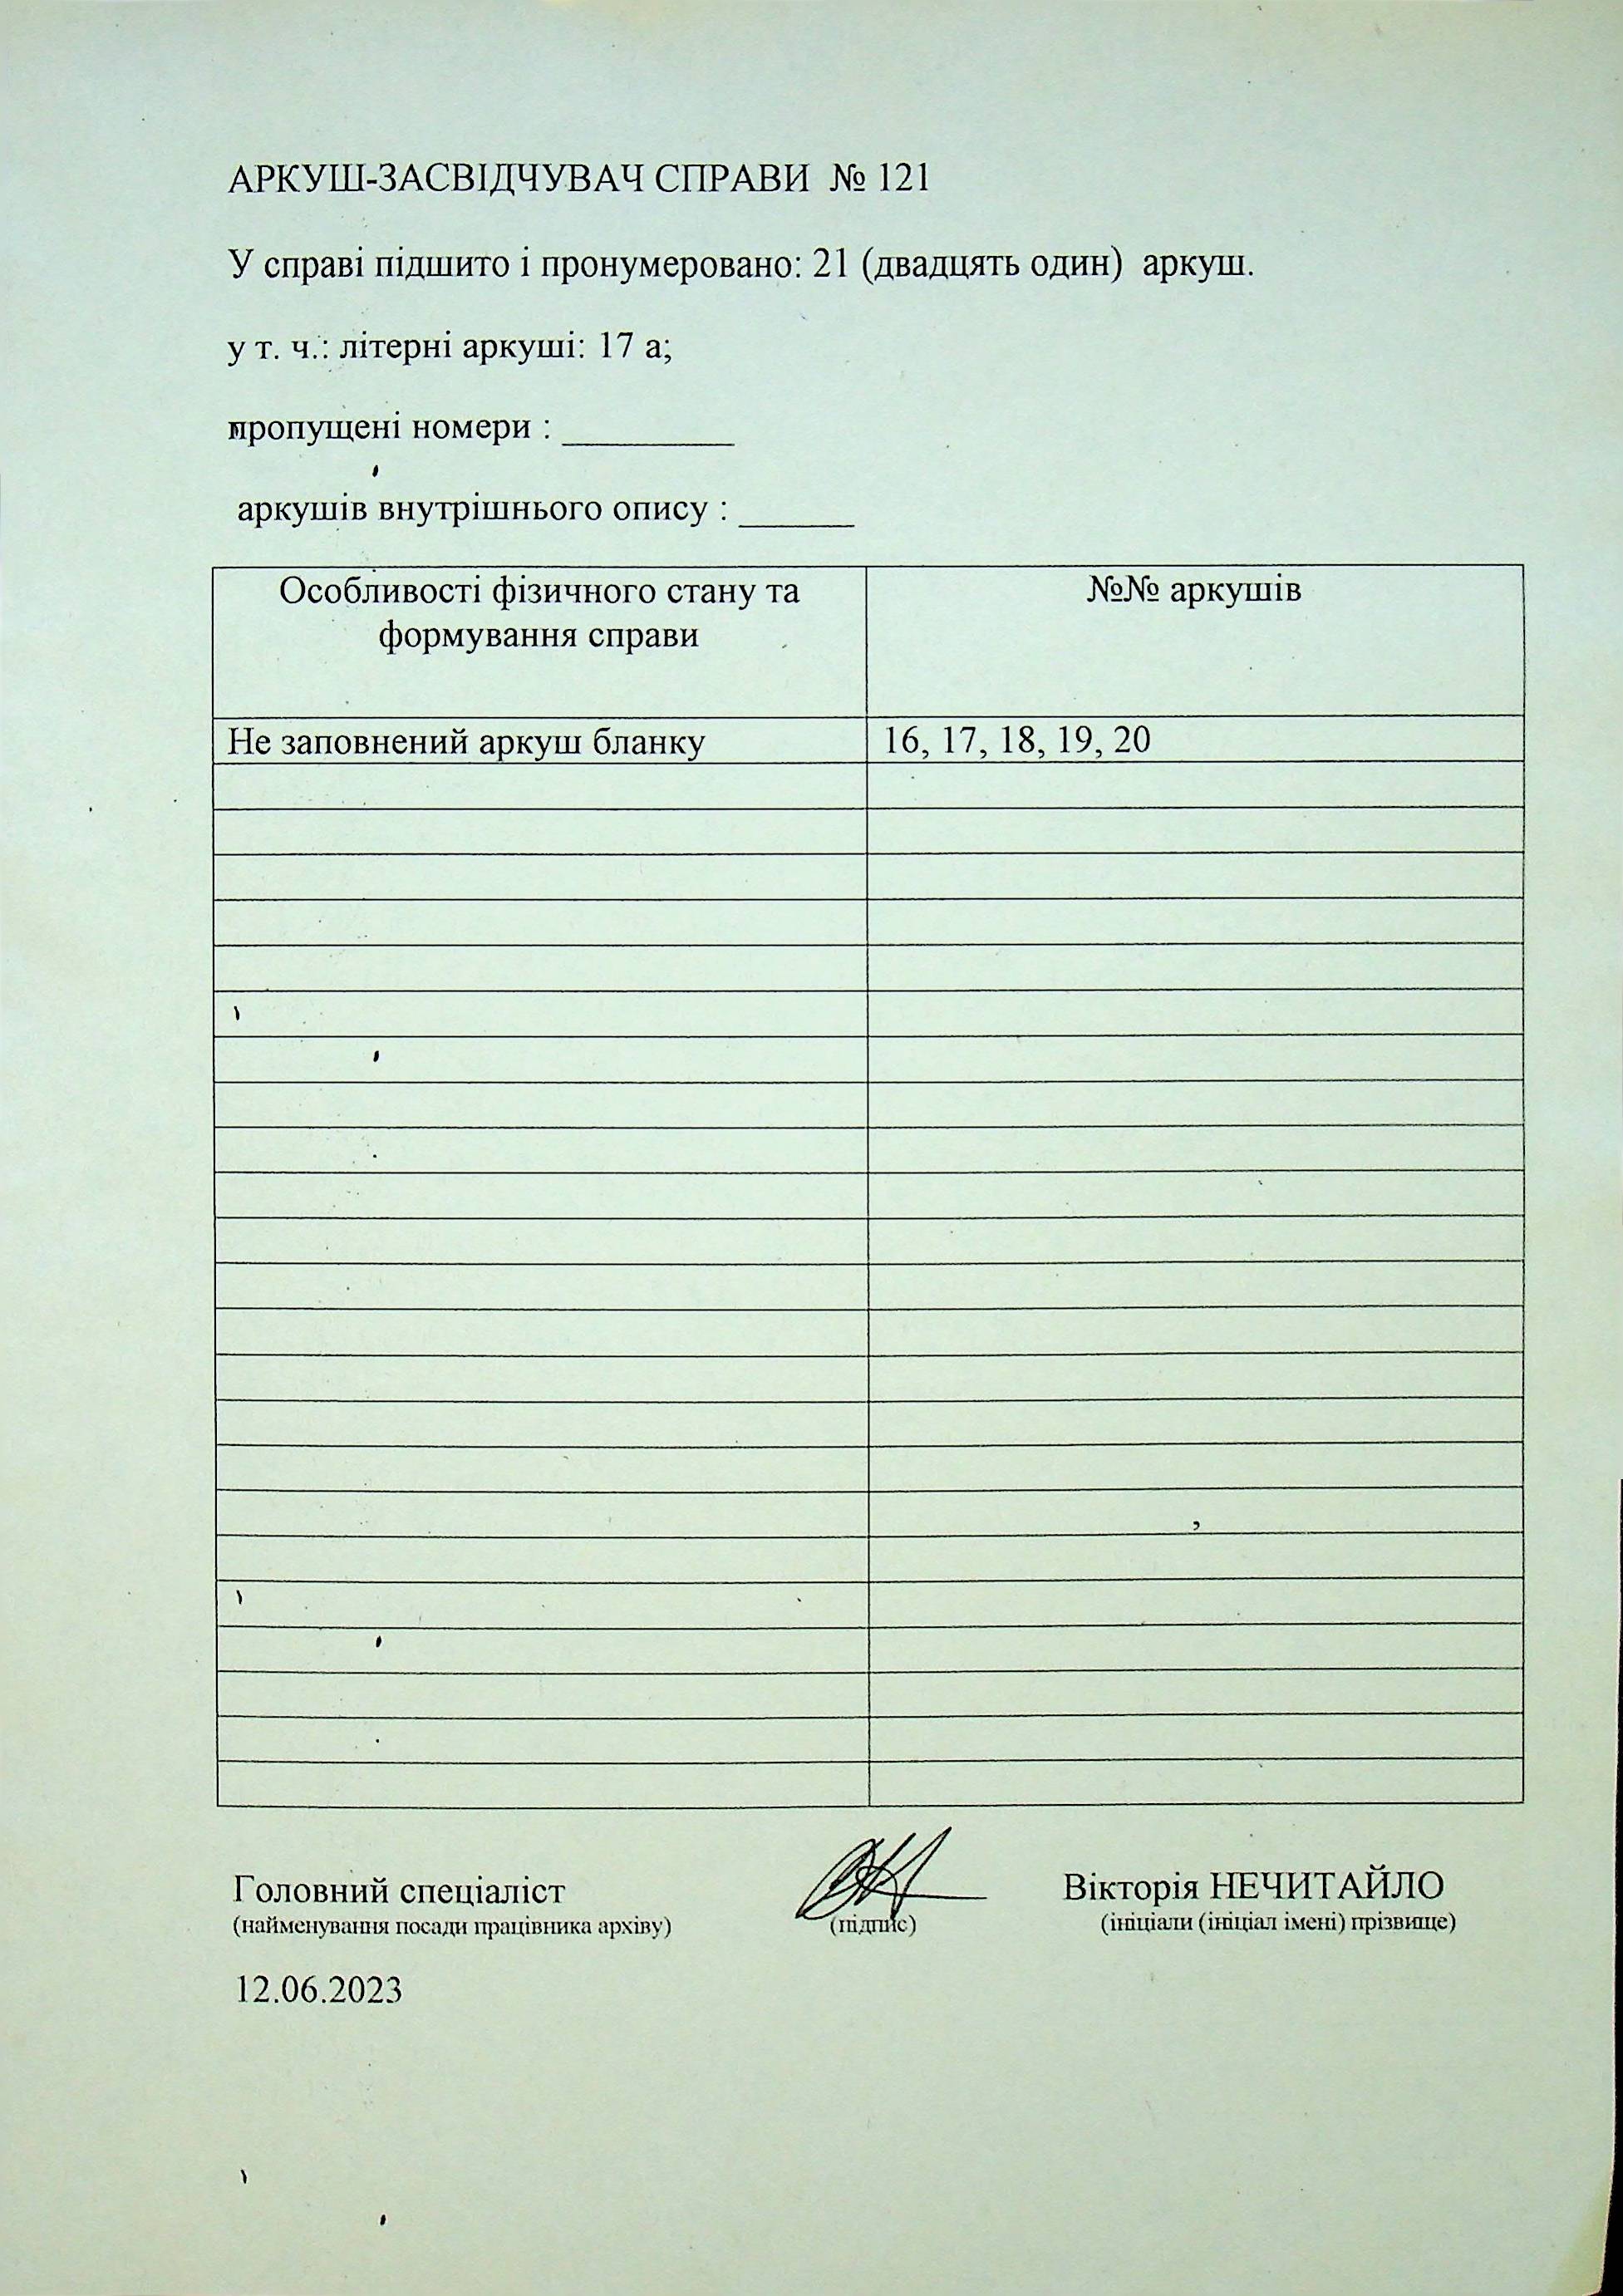 АРКУШ-ЗАСВІДЧУВАЧ СПРАВИ № 121
У справі підшито і пронумеровано: 21 (двадцять один) аркуш.
у т. ч.: літерні аркуші: 17 а;
пропущені номери : _________
аркушів внутрішнього опису : ______
Особливості фізичного стану та
формування справи
№№ аркушів
Не заповнений аркуш бланку 16, 17, 18, 19, 20
Головний спеціаліст Вікторія НЕЧИТАЙЛО
(найменування посади працівника архіву) (підпис) (ініціали (ініціал імені) прізвище)
12.06.2023